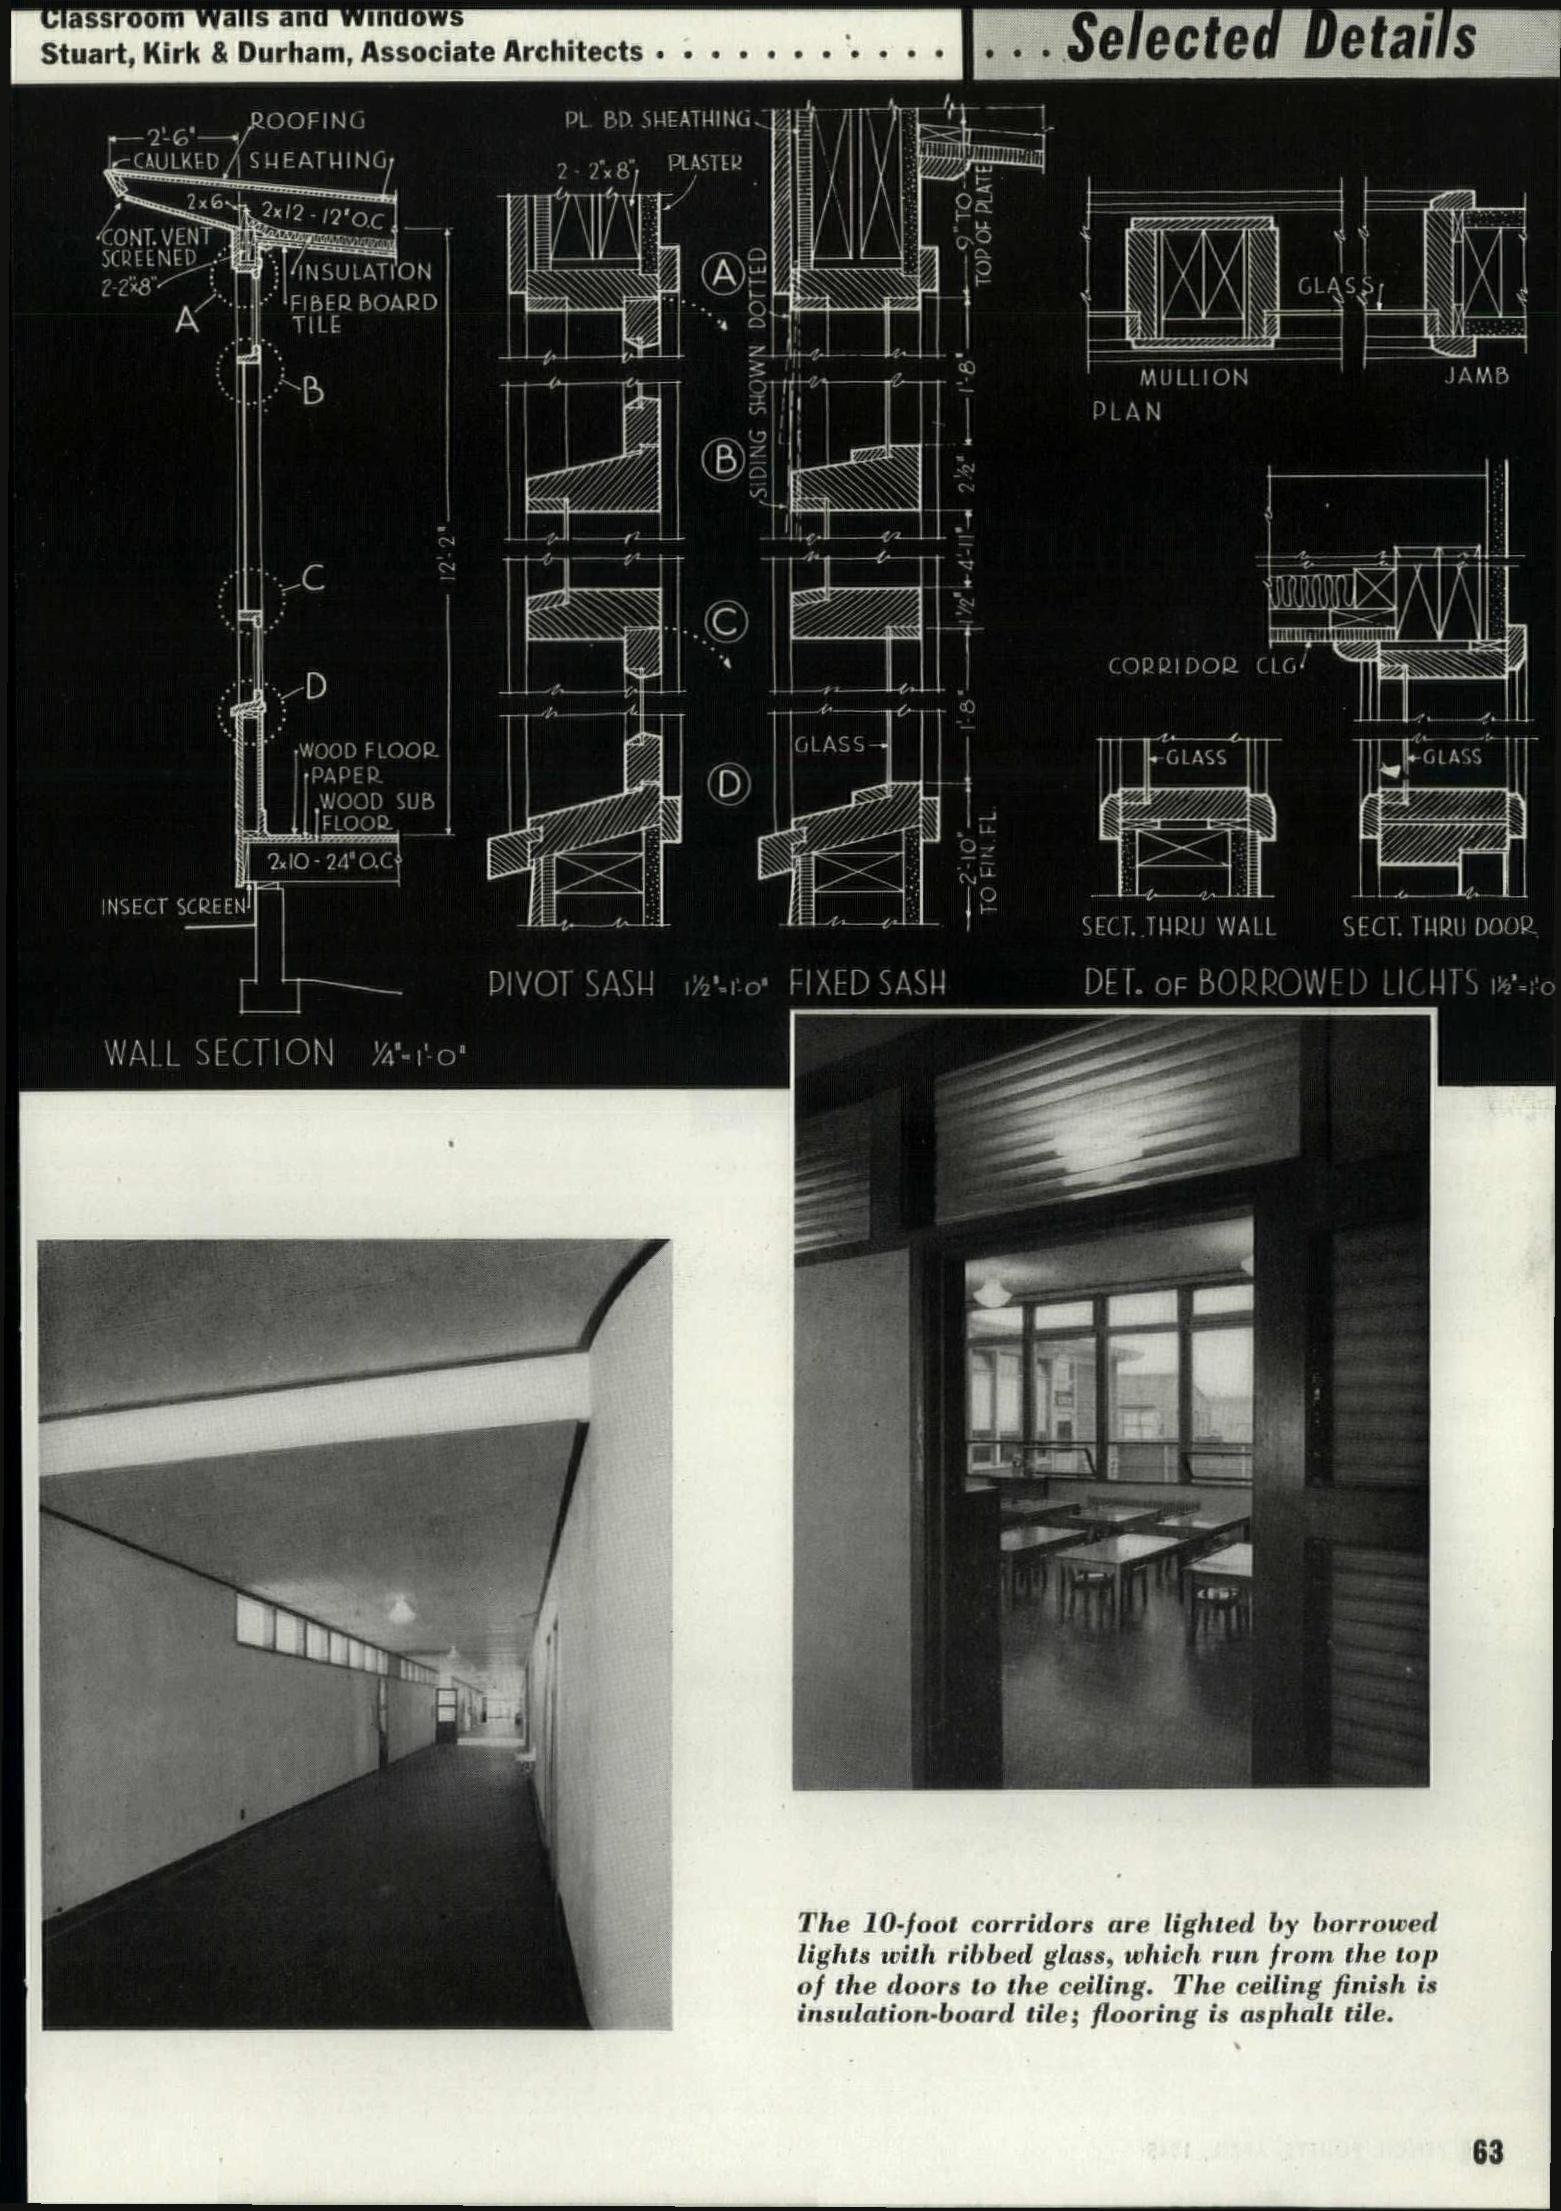 Classroom Walls and Windows
Stuart, Kirk & Durham, Associate Architects . . . . . . . . . . . .
. . . Selected Details
2'-6"
ROOFING
CAULKED
SHEATHING
2x6
2x12 - 12" O.C
CONT. VENT
SCREENED
2-2"x8"
INSULATION
FIBER BOARD
TILE
A
B
C
D
12'-2"
WOOD FLOOR
PAPER
WOOD SUB
FLOOR
2x10 - 24" O.C
INSECT SCREEN
WALL SECTION 1/4"=1'-0"
PL. BD. SHEATHING
2 - 2"x8"
PLASTER
A
B
C
D
SIDING SHOWN DOTTED
GLASS
9" TO
TOP OF PLATE
1'-8"
2 1/2"
4'-11"
1 1/2"
1'-8"
2'-10"
TO FIN. FL.
PIVOT SASH 1 1/2"=1'-0" FIXED SASH
GLASS
MULLION
JAMB
PLAN
CORRIDOR CLG
GLASS
GLASS
SECT. THRU WALL
SECT. THRU DOOR
DET. OF BORROWED LIGHTS 1 1/2"=1'-0
The 10-foot corridors are lighted by borrowed
lights with ribbed glass, which run from the top
of the doors to the ceiling. The ceiling finish is
insulation-board tile; flooring is asphalt tile.
63